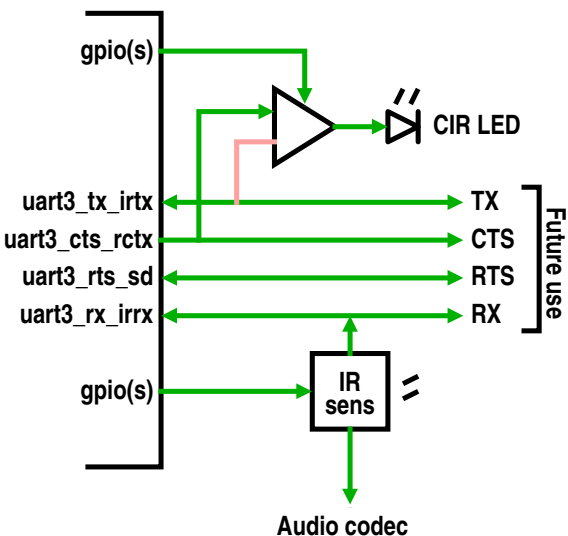 gpio(s)
CIR LED
uart3_tx_irtx
TX
uart3_cts_rctx
CTS
uart3_rts_sd
RTS
uart3_rx_irrx
RX
Future use
gpio(s)
IR
sens
Audio codec